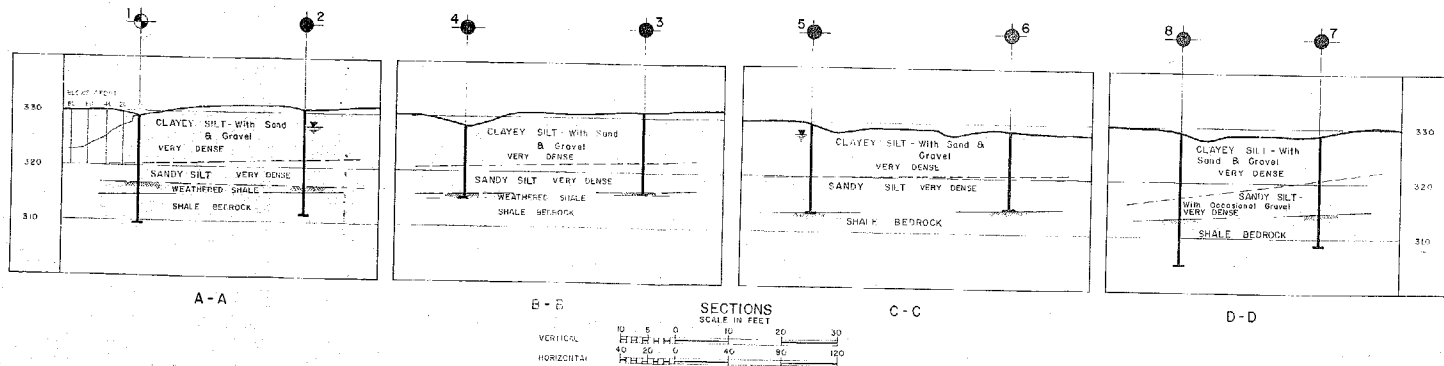 1 2 4 3 5 6 8 7
330
320
310
BLOWS / FOOT
CLAYEY SILT - With Sand
& Gravel
VERY DENSE
SANDY SILT VERY DENSE
WEATHERED SHALE
SHALE BEDROCK
A - A
CLAYEY SILT - With Sand
& Gravel
VERY DENSE
SANDY SILT VERY DENSE
WEATHERED SHALE
SHALE BEDROCK
B - B
CLAYEY SILT - With Sand &
Gravel
VERY DENSE
SANDY SILT VERY DENSE
SHALE BEDROCK
C - C
CLAYEY SILT - With
Sand & Gravel
VERY DENSE
SANDY SILT -
With Occasional Gravel
VERY DENSE
SHALE BEDROCK
D - D
330
320
310
SECTIONS
SCALE IN FEET
VERTICAL 10 5 0 10 20 30
HORIZONTAL 40 20 0 40 80 120